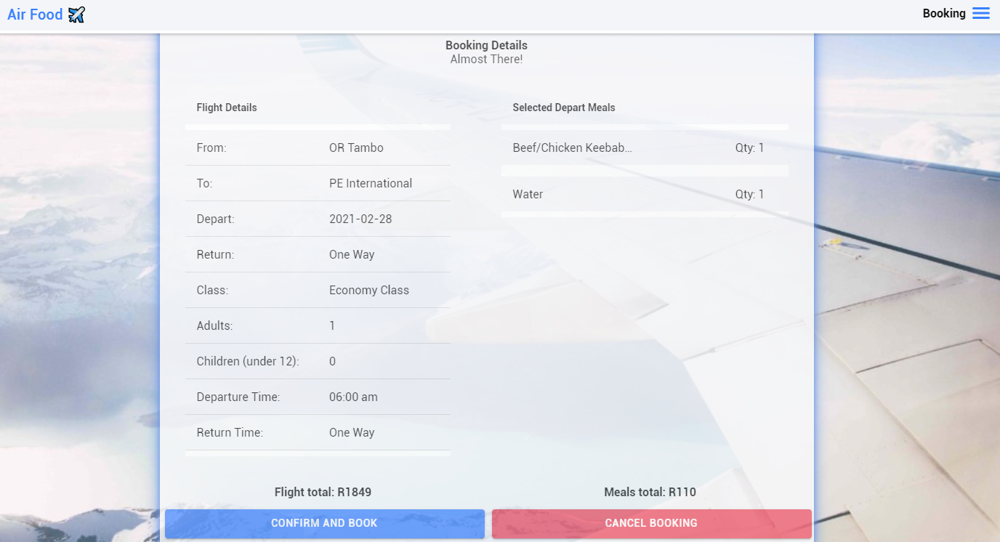 Air Food
Booking
Booking Details
Almost There!
Flight Details
From: OR Tambo
To: PE International
Depart: 2021-02-28
Return: One Way
Class: Economy Class
Adults: 1
Children (under 12): 0
Departure Time: 06:00 am
Return Time: One Way
Selected Depart Meals
Beef/Chicken Keebab... Qty: 1
Water Qty: 1
Flight total: R1849
Meals total: R110
CONFIRM AND BOOK
CANCEL BOOKING